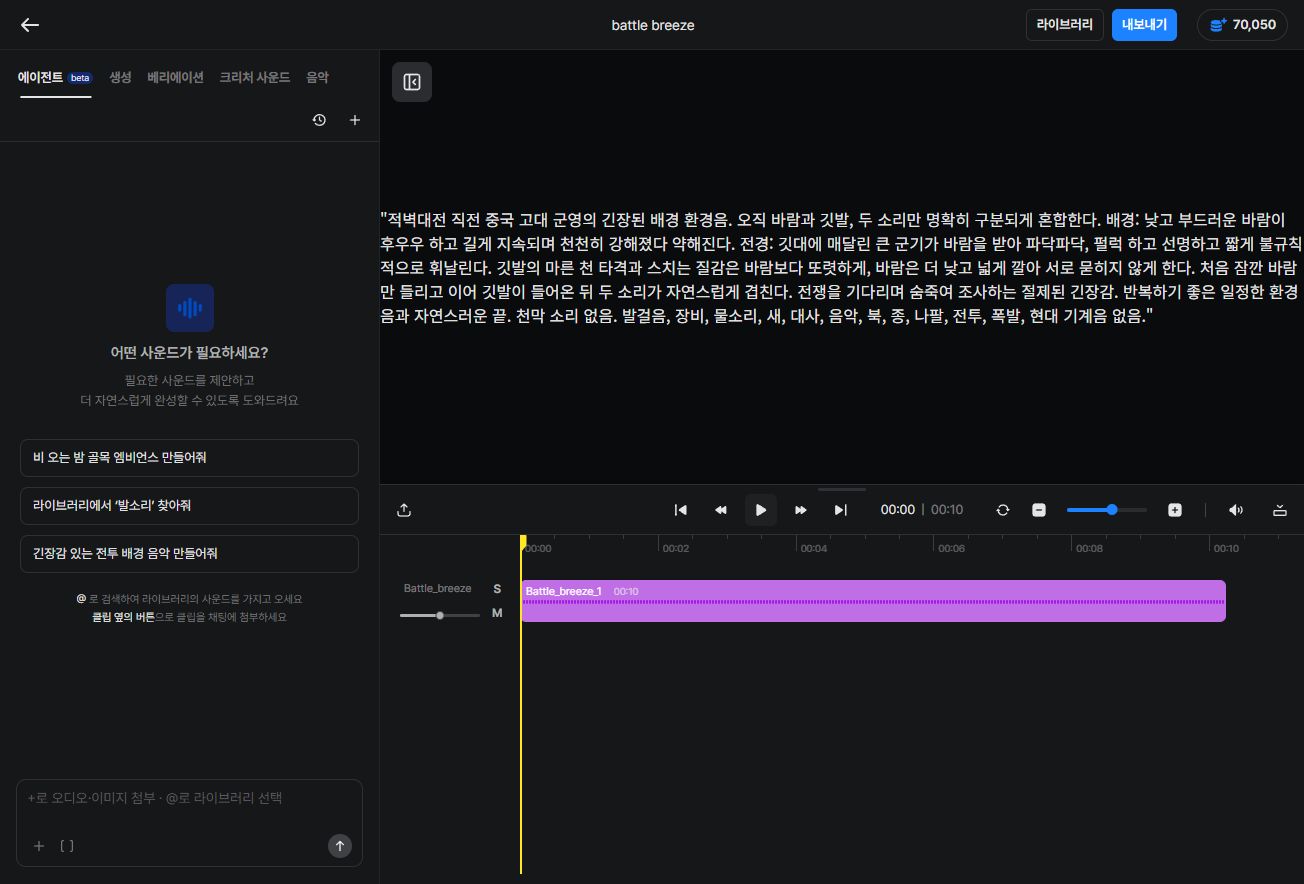 battle breeze
라이브러리
내보내기
70,050
에이전트 beta
생성
베리에이션
크리처 사운드
음악
"적벽대전 직전 중국 고대 군영의 긴장된 배경 환경음. 오직 바람과 깃발, 두 소리만 명확히 구분되게 혼합한다. 배경: 낮고 부드러운 바람이
후우우 하고 길게 지속되며 천천히 강해졌다 약해진다. 전경: 깃대에 매달린 큰 군기가 바람을 받아 파닥파닥, 펄럭 하고 선명하고 짧게 불규칙
적으로 휘날린다. 깃발의 마른 천 타격과 스치는 질감은 바람보다 또렷하게, 바람은 더 낮고 넓게 깔아 서로 묻히지 않게 한다. 처음 잠깐 바람
만 들리고 이어 깃발이 들어온 뒤 두 소리가 자연스럽게 겹친다. 전쟁을 기다리며 숨죽여 조사하는 절제된 긴장감. 반복하기 좋은 일정한 환경
음과 자연스러운 끝. 천막 소리 없음. 발걸음, 장비, 물소리, 새, 대사, 음악, 북, 종, 나팔, 전투, 폭발, 현대 기계음 없음."
어떤 사운드가 필요하세요?
필요한 사운드를 제안하고
더 자연스럽게 완성할 수 있도록 도와드려요
비 오는 밤 골목 엠비언스 만들어줘
라이브러리에서 ‘발소리’ 찾아줘
긴장감 있는 전투 배경 음악 만들어줘
@ 로 검색하여 라이브러리의 사운드를 가지고 오세요
클립 옆의 버튼으로 클립을 채팅에 첨부하세요
+로 오디오·이미지 첨부 · @로 라이브러리 선택
00:00 | 00:10
00:00
00:02
00:04
00:06
00:08
00:10
Battle_breeze
S
M
Battle_breeze_1 00:10